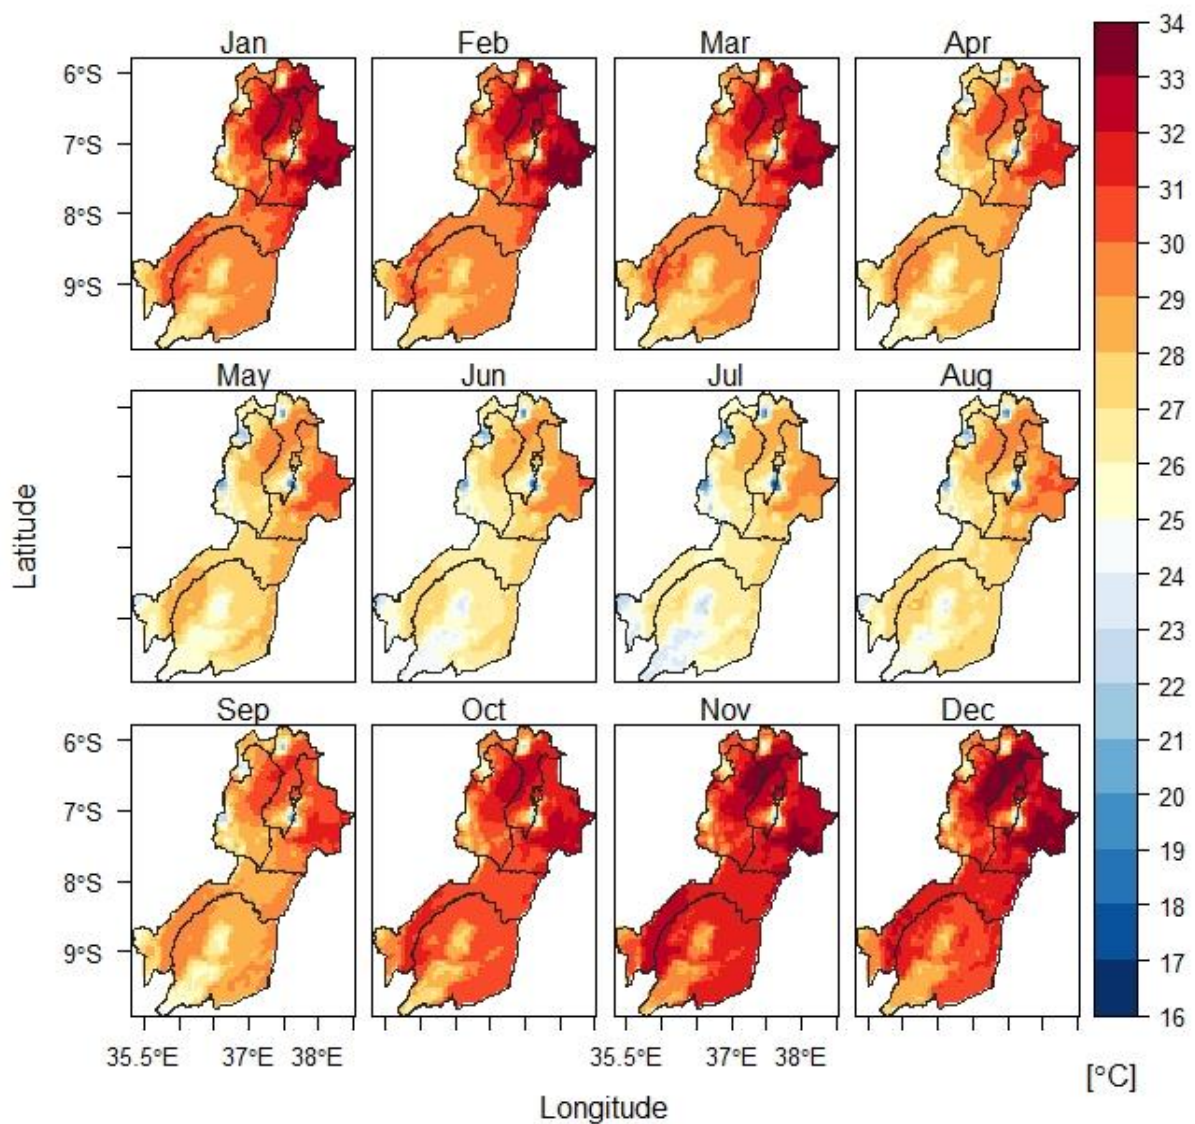 Jan Feb Mar Apr
6°S
7°S
8°S
9°S
May Jun Jul Aug
Sep Oct Nov Dec
6°S
7°S
8°S
9°S
35.5°E 37°E 38°E 35.5°E 37°E 38°E
Latitude
Longitude
34
33
32
31
30
29
28
27
26
25
24
23
22
21
20
19
18
17
16
[°C]